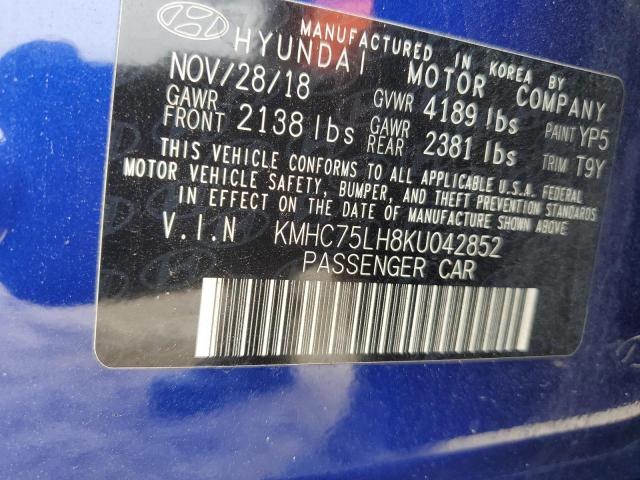 MANUFACTURED IN KOREA BY
HYUNDAI MOTOR COMPANY
NOV/28/18 GVWR 4189 lbs PAINT YP5
GAWR FRONT 2138 lbs GAWR REAR 2381 lbs TRIM T9Y
THIS VEHICLE CONFORMS TO ALL APPLICABLE U.S.A. FEDERAL
MOTOR VEHICLE SAFETY, BUMPER, AND THEFT PREVENTION STANDARDS
IN EFFECT ON THE DATE OF MANUFACTURE SHOWN ABOVE.
V.I.N KMHC75LH8KU042852
PASSENGER CAR